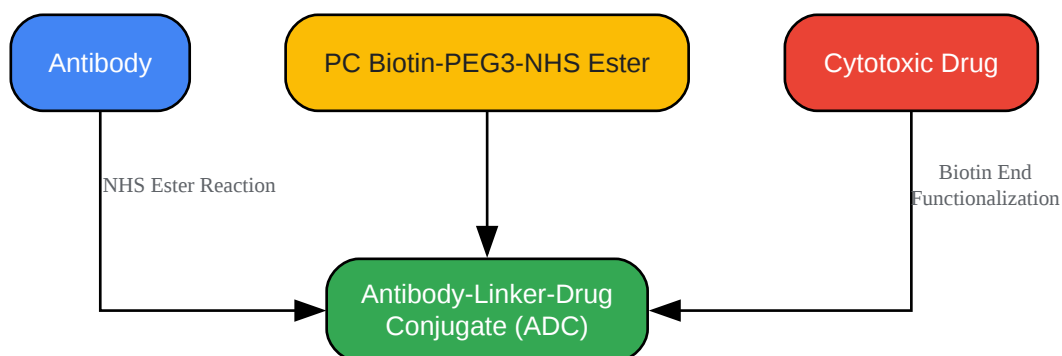 Antibody
PC Biotin-PEG3-NHS Ester
Cytotoxic Drug
NHS Ester Reaction
Biotin End
Functionalization
Antibody-Linker-Drug
Conjugate (ADC)